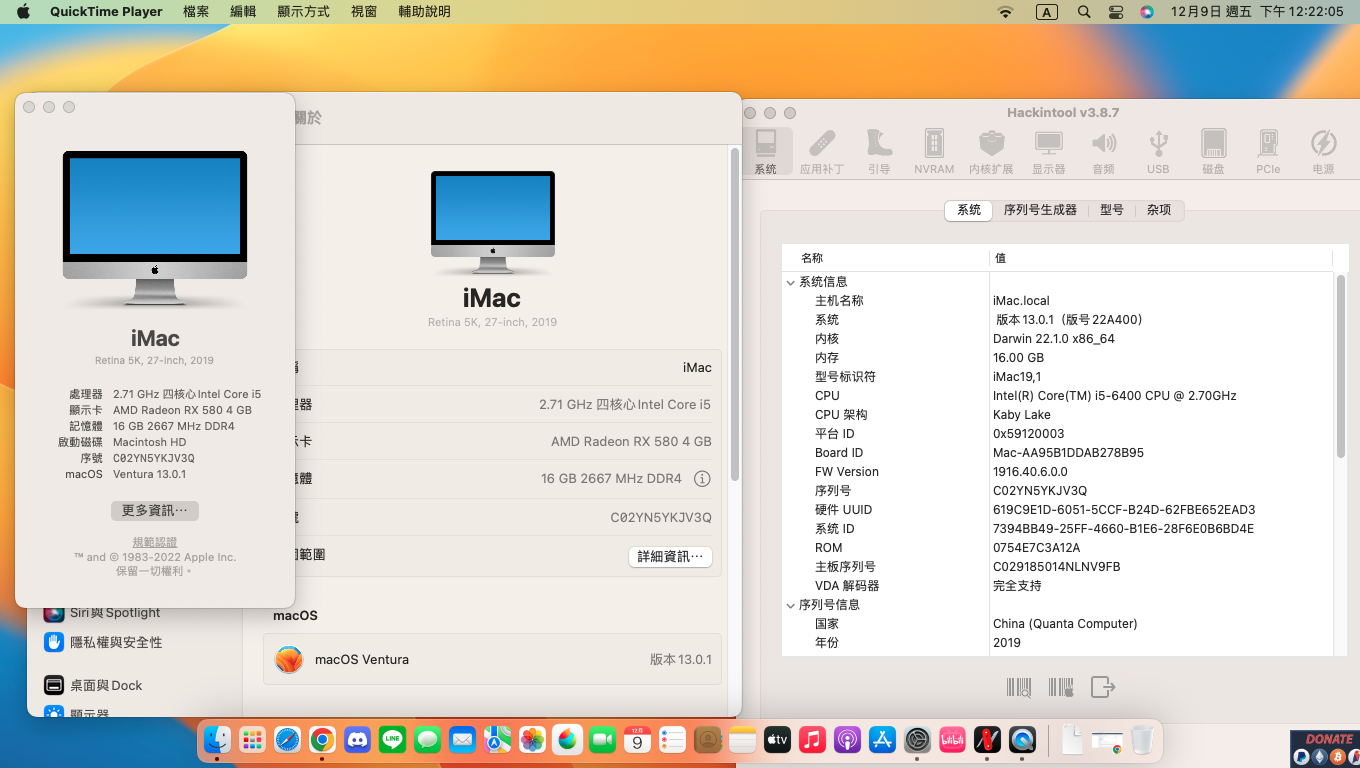 QuickTime Player 檔案 編輯 顯示方式 視窗 輔助說明 A 12月9日 週五 下午 12:22:05
iMac
Retina 5K, 27-inch, 2019
處理器 2.71 GHz 四核心Intel Core i5
顯示卡 AMD Radeon RX 580 4 GB
記憶體 16 GB 2667 MHz DDR4
啟動磁碟 Macintosh HD
序號 C02YN5YKJV3Q
macOS Ventura 13.0.1
更多資訊⋯
規範認證
™ and © 1983-2022 Apple Inc.
保留一切權利。
關於
iMac
Retina 5K, 27-inch, 2019
iMac
理器 2.71 GHz 四核心Intel Core i5
示卡 AMD Radeon RX 580 4 GB
憶體 16 GB 2667 MHz DDR4
C02YN5YKJV3Q
範圍 詳細資訊⋯
macOS
macOS Ventura 版本13.0.1
Siri與Spotlight
隱私權與安全性
桌面與Dock
顯示器
Hackintool v3.8.7
系统 应用补丁 引导 NVRAM 内核扩展 显示器 音频 USB 磁盘 PCIe 电源
系统 序列号生成器 型号 杂项
名称 值
系统信息
主机名称 iMac.local
系统 版本13.0.1（版号22A400）
内核 Darwin 22.1.0 x86_64
内存 16.00 GB
型号标识符 iMac19,1
CPU Intel(R) Core(TM) i5-6400 CPU @ 2.70GHz
CPU 架构 Kaby Lake
平台 ID 0x59120003
Board ID Mac-AA95B1DDAB278B95
FW Version 1916.40.6.0.0
序列号 C02YN5YKJV3Q
硬件 UUID 619C9E1D-6051-5CCF-B24D-62FBE652EAD3
系统 ID 7394BB49-25FF-4660-B1E6-28F6E0B6BD4E
ROM 0754E7C3A12A
主板序列号 C029185014NLNV9FB
VDA 解码器 完全支持
序列号信息
国家 China (Quanta Computer)
年份 2019
DONATE
LINE
12月
9
tv
bilibili